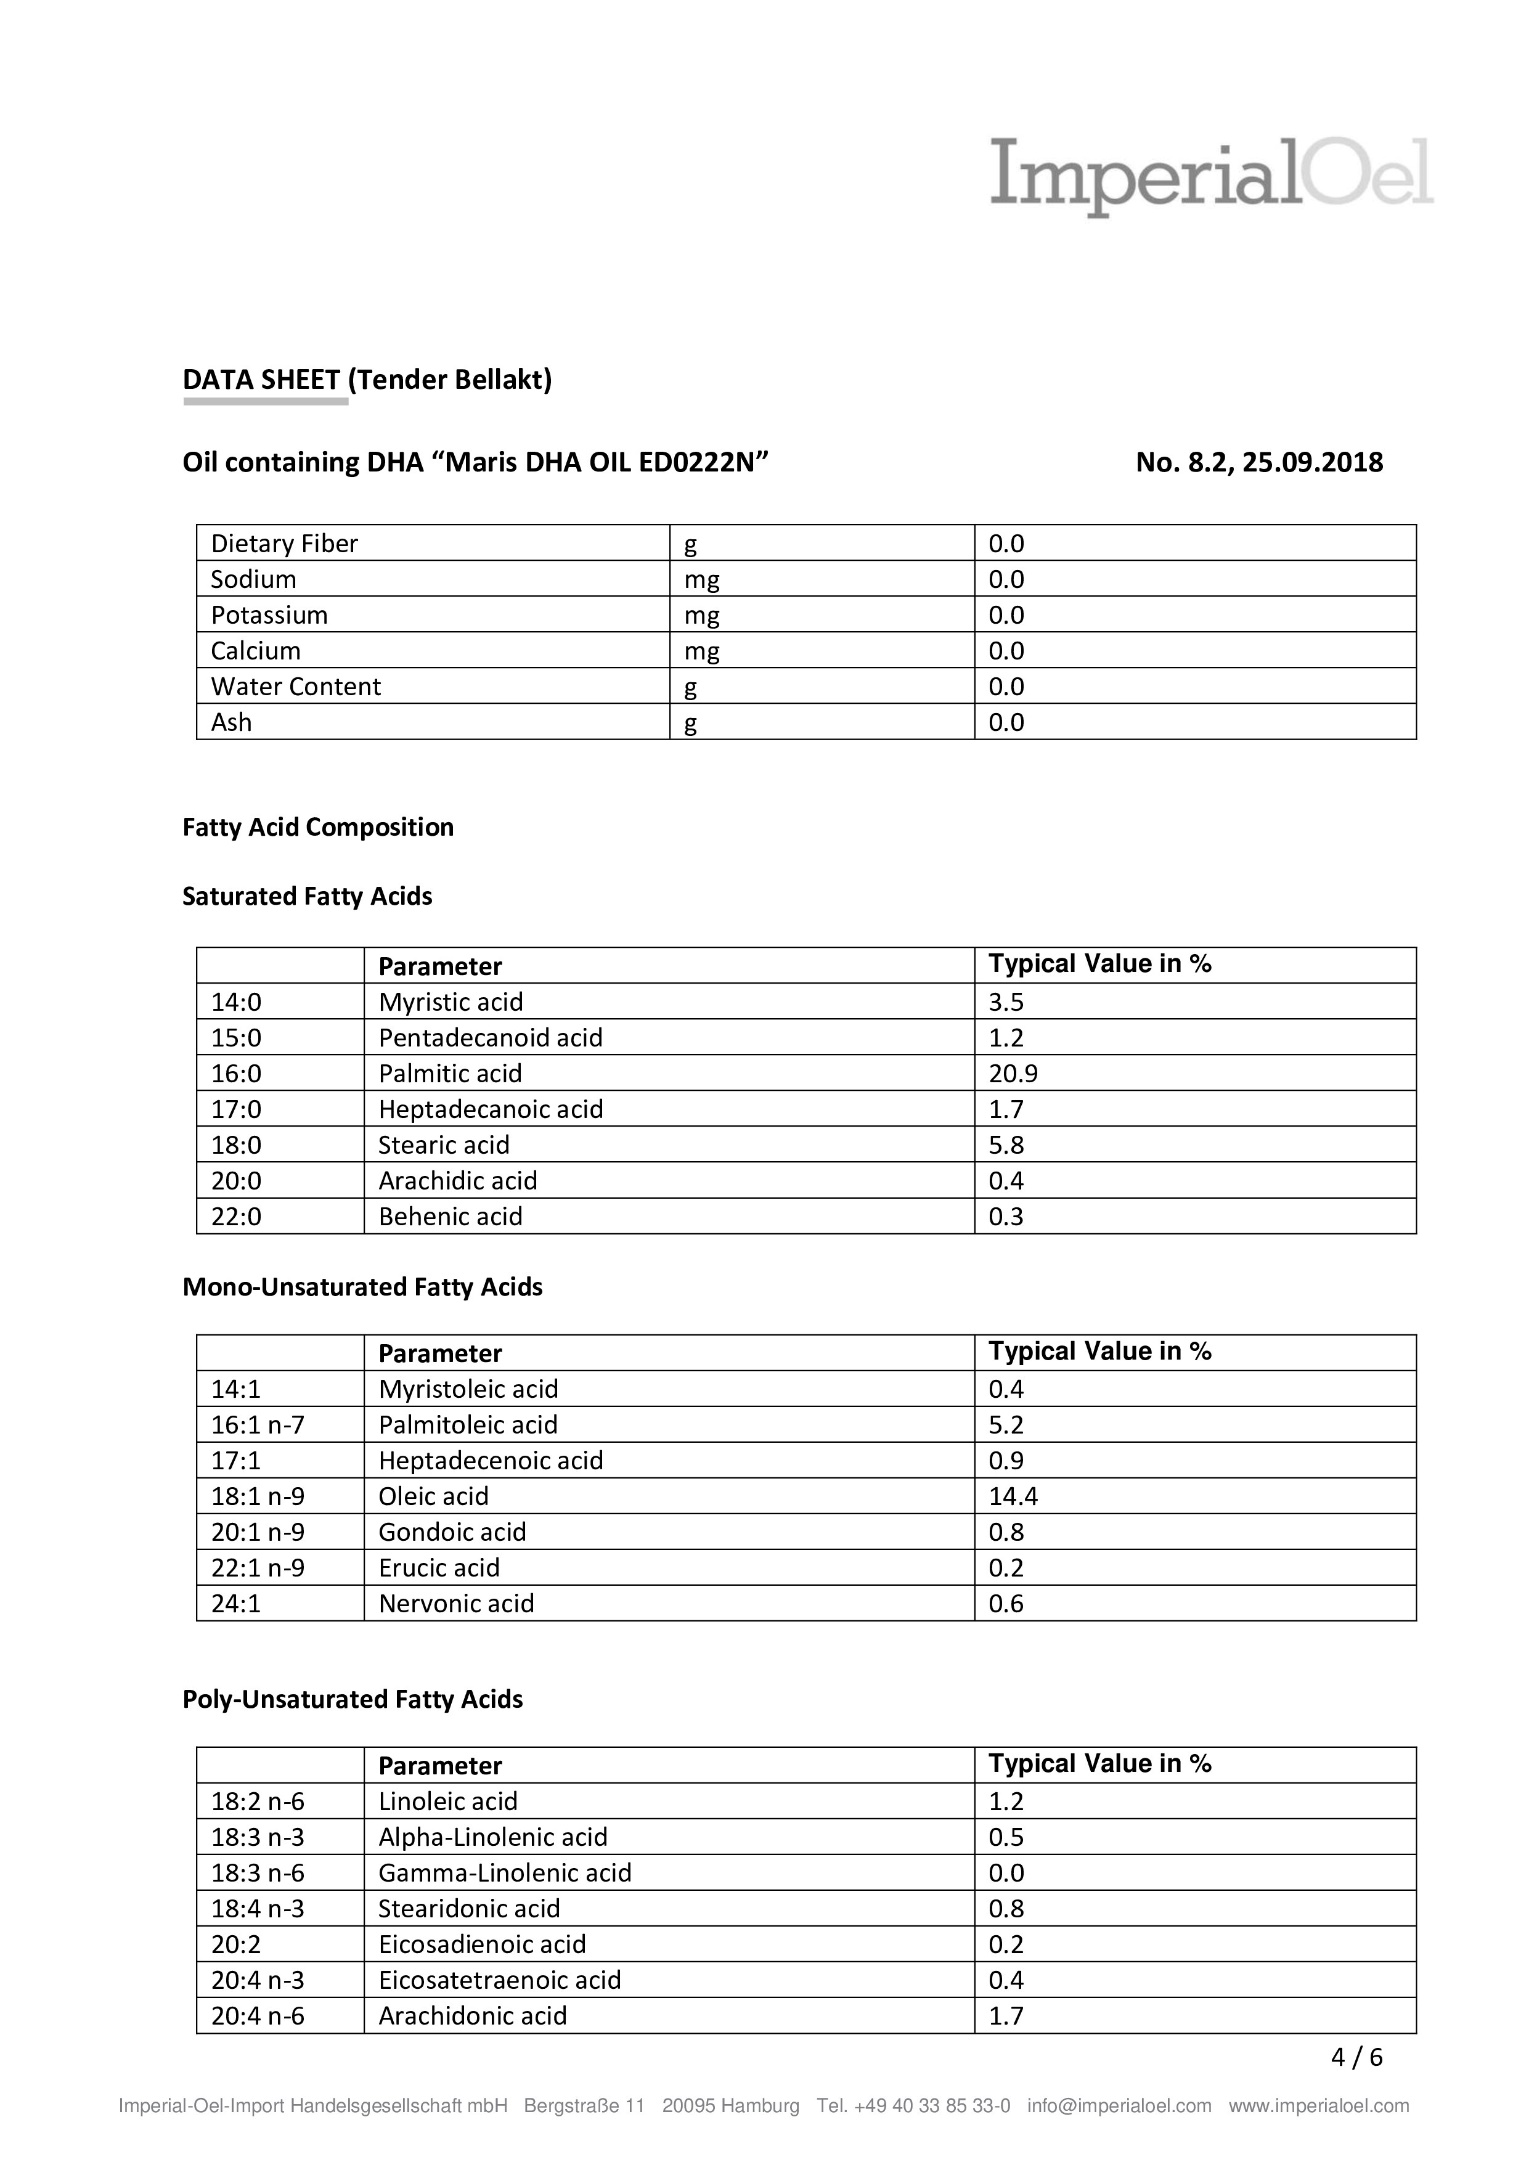 ImperialOel
DATA SHEET (Tender Bellakt)
Oil containing DHA “Maris DHA OIL ED0222N” No. 8.2, 25.09.2018
Dietary Fiber g 0.0
Sodium mg 0.0
Potassium mg 0.0
Calcium mg 0.0
Water Content g 0.0
Ash g 0.0
Fatty Acid Composition
Saturated Fatty Acids
Parameter Typical Value in %
14:0 Myristic acid 3.5
15:0 Pentadecanoid acid 1.2
16:0 Palmitic acid 20.9
17:0 Heptadecanoic acid 1.7
18:0 Stearic acid 5.8
20:0 Arachidic acid 0.4
22:0 Behenic acid 0.3
Mono-Unsaturated Fatty Acids
Parameter Typical Value in %
14:1 Myristoleic acid 0.4
16:1 n-7 Palmitoleic acid 5.2
17:1 Heptadecenoic acid 0.9
18:1 n-9 Oleic acid 14.4
20:1 n-9 Gondoic acid 0.8
22:1 n-9 Erucic acid 0.2
24:1 Nervonic acid 0.6
Poly-Unsaturated Fatty Acids
Parameter Typical Value in %
18:2 n-6 Linoleic acid 1.2
18:3 n-3 Alpha-Linolenic acid 0.5
18:3 n-6 Gamma-Linolenic acid 0.0
18:4 n-3 Stearidonic acid 0.8
20:2 Eicosadienoic acid 0.2
20:4 n-3 Eicosatetraenoic acid 0.4
20:4 n-6 Arachidonic acid 1.7
4 / 6
Imperial-Oel-Import Handelsgesellschaft mbH Bergstraße 11 20095 Hamburg Tel. +49 40 33 85 33-0 info@imperialoel.com www.imperialoel.com